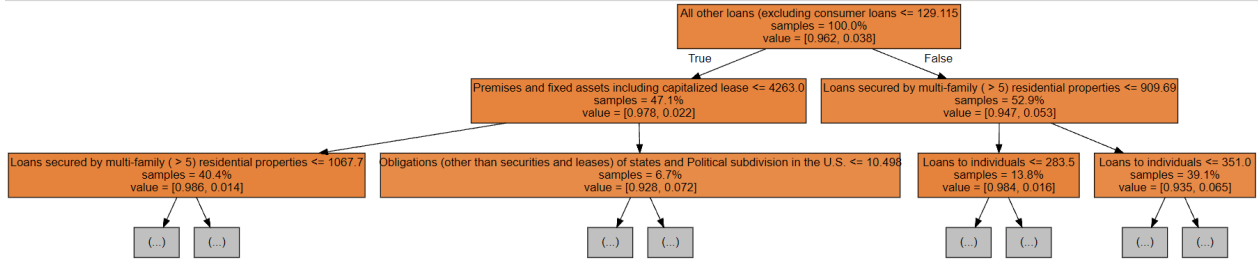 All other loans (excluding consumer loans <= 129.115
samples = 100.0%
value = [0.962, 0.038]
True
False
Premises and fixed assets including capitalized lease <= 4263.0
samples = 47.1%
value = [0.978, 0.022]
Loans secured by multi-family ( > 5) residential properties <= 909.69
samples = 52.9%
value = [0.947, 0.053]
Loans secured by multi-family ( > 5) residential properties <= 1067.7
samples = 40.4%
value = [0.986, 0.014]
Obligations (other than securities and leases) of states and Political subdivision in the U.S. <= 10.498
samples = 6.7%
value = [0.928, 0.072]
Loans to individuals <= 283.5
samples = 13.8%
value = [0.984, 0.016]
Loans to individuals <= 351.0
samples = 39.1%
value = [0.935, 0.065]
(...)
(...)
(...)
(...)
(...)
(...)
(...)
(...)